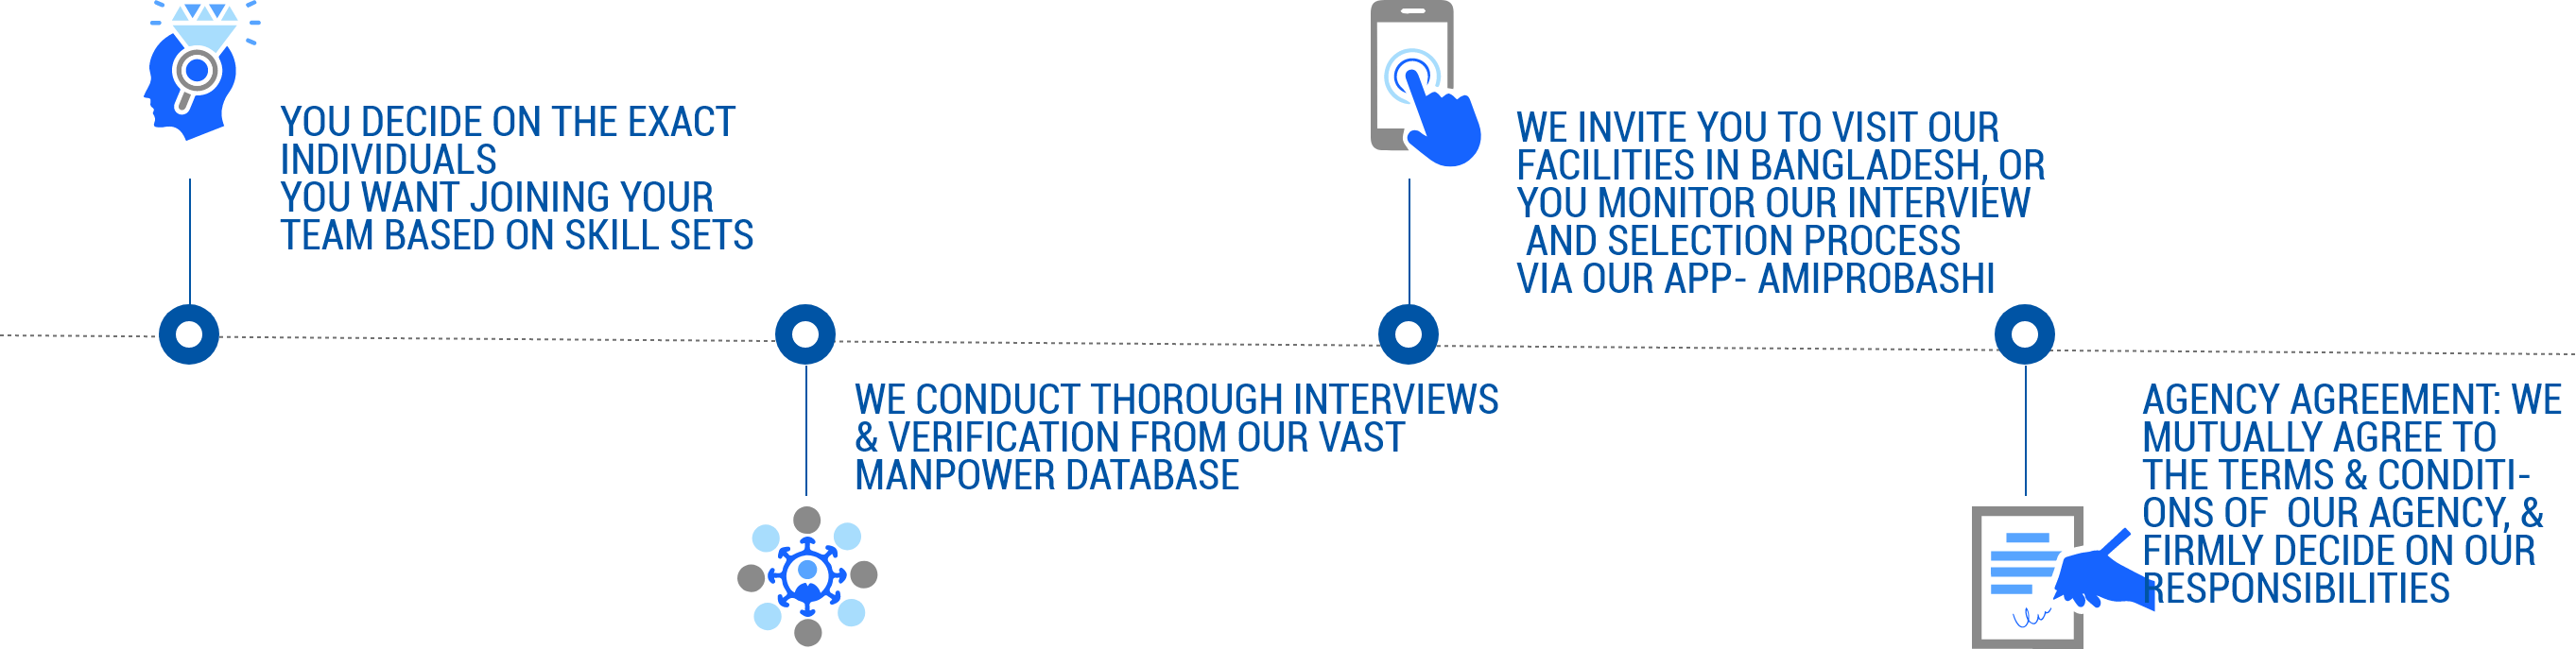 YOU DECIDE ON THE EXACT
INDIVIDUALS
YOU WANT JOINING YOUR
TEAM BASED ON SKILL SETS
WE CONDUCT THOROUGH INTERVIEWS
& VERIFICATION FROM OUR VAST
MANPOWER DATABASE
WE INVITE YOU TO VISIT OUR
FACILITIES IN BANGLADESH, OR
YOU MONITOR OUR INTERVIEW
AND SELECTION PROCESS
VIA OUR APP- AMIPROBASHI
AGENCY AGREEMENT: WE
MUTUALLY AGREE TO
THE TERMS & CONDITI-
ONS OF  OUR AGENCY, &
FIRMLY DECIDE ON OUR
RESPONSIBILITIES